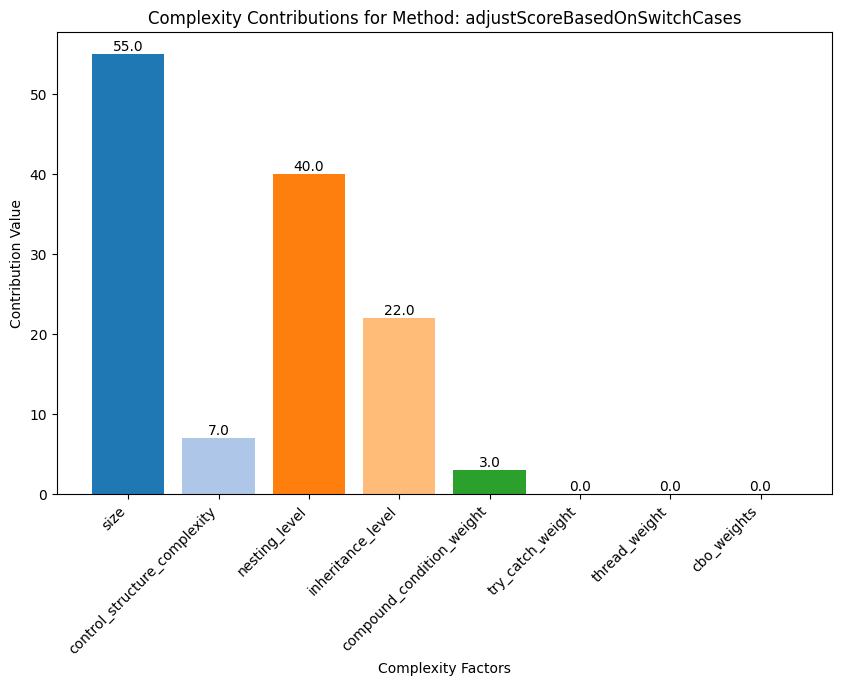 Complexity Contributions for Method: adjustScoreBasedOnSwitchCases
Contribution Value
50
40
30
20
10
0
55.0
7.0
40.0
22.0
3.0
0.0
0.0
0.0
size
control_structure_complexity
nesting_level
inheritance_level
compound_condition_weight
try_catch_weight
thread_weight
cbo_weights
Complexity Factors